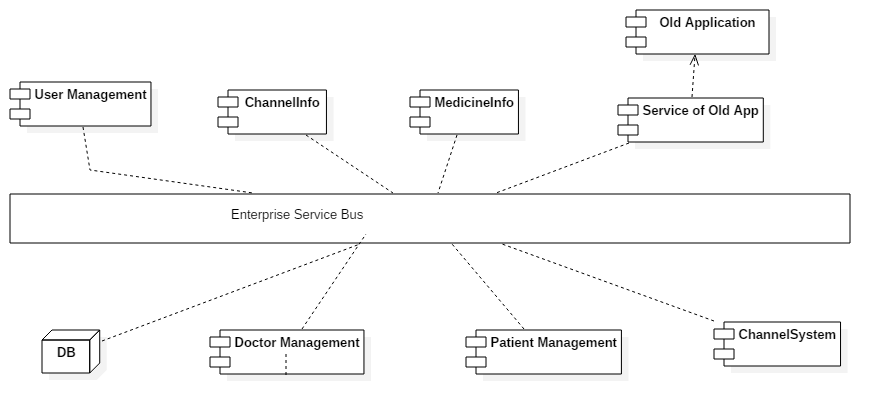 Old Application
User Management
ChannelInfo
MedicineInfo
Service of Old App
Enterprise Service Bus
DB
Doctor Management
Patient Management
ChannelSystem